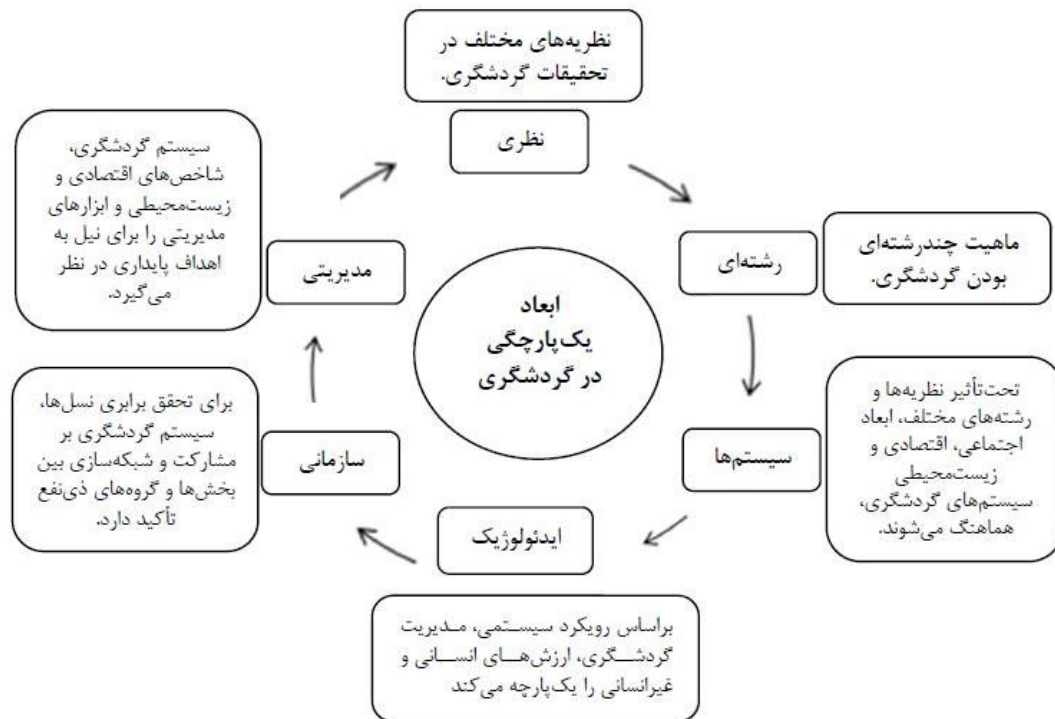 نظریه‌های مختلف در
تحقیقات گردشگری.
نظری
ماهیت چندرشته‌ای
بودن گردشگری.
رشته‌ای
تحت‌تأثیر نظریه‌ها و
رشته‌های مختلف، ابعاد
اجتماعی، اقتصادی و
زیست‌محیطی
سیستم‌های گردشگری،
هماهنگ می‌شوند.
سیستم‌ها
ایدئولوژیک
براساس رویکرد سیستمی، مدیریت
گردشگری، ارزش‌های انسانی و
غیرانسانی را یک‌پارچه می‌کند
سازمانی
برای تحقق برابری نسل‌ها،
سیستم گردشگری بر
مشارکت و شبکه‌سازی بین
بخش‌ها و گروه‌های ذی‌نفع
تأکید دارد.
مدیریتی
سیستم گردشگری،
شاخص‌های اقتصادی و
زیست‌محیطی و ابزارهای
مدیریتی را برای نیل به
اهداف پایداری در نظر
می‌گیرد.
ابعاد
یک‌پارچگی
در گردشگری